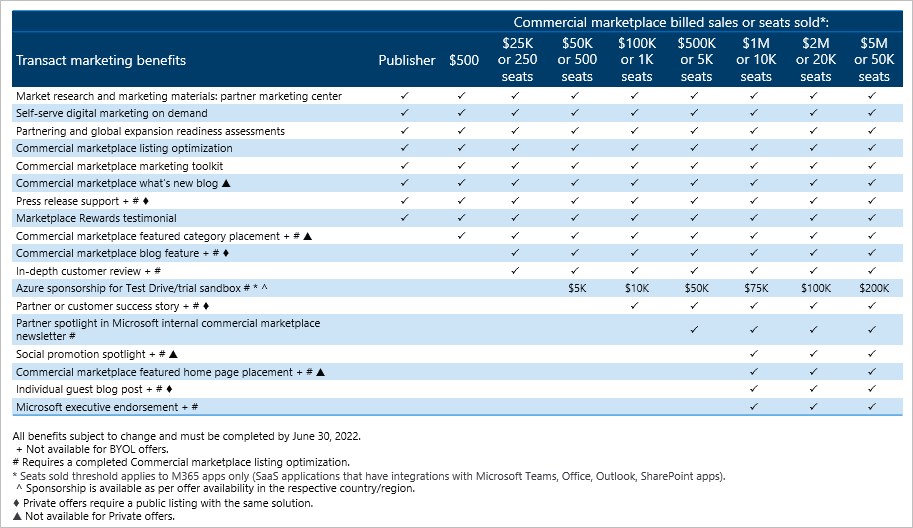 Commercial marketplace billed sales or seats sold*:
Transact marketing benefits Publisher $500 $25K or 250 seats $50K or 500 seats $100K or 1K seats $500K or 5K seats $1M or 10K seats $2M or 20K seats $5M or 50K seats
Market research and marketing materials: partner marketing center ✓ ✓ ✓ ✓ ✓ ✓ ✓ ✓ ✓
Self-serve digital marketing on demand ✓ ✓ ✓ ✓ ✓ ✓ ✓ ✓ ✓
Partnering and global expansion readiness assessments ✓ ✓ ✓ ✓ ✓ ✓ ✓ ✓ ✓
Commercial marketplace listing optimization ✓ ✓ ✓ ✓ ✓ ✓ ✓ ✓ ✓
Commercial marketplace marketing toolkit ✓ ✓ ✓ ✓ ✓ ✓ ✓ ✓ ✓
Commercial marketplace what's new blog ▲ ✓ ✓ ✓ ✓ ✓ ✓ ✓ ✓ ✓
Press release support + # ♦ ✓ ✓ ✓ ✓ ✓ ✓ ✓ ✓ ✓
Marketplace Rewards testimonial ✓ ✓ ✓ ✓ ✓ ✓ ✓ ✓ ✓
Commercial marketplace featured category placement + # ▲ ✓ ✓ ✓ ✓ ✓ ✓ ✓ ✓
Commercial marketplace blog feature + # ♦ ✓ ✓ ✓ ✓ ✓ ✓ ✓
In-depth customer review + # ✓ ✓ ✓ ✓ ✓ ✓ ✓
Azure sponsorship for Test Drive/trial sandbox # * ^ $5K $10K $50K $75K $100K $200K
Partner or customer success story + # ♦ ✓ ✓ ✓ ✓ ✓
Partner spotlight in Microsoft internal commercial marketplace
newsletter # ✓ ✓ ✓ ✓
Social promotion spotlight + # ▲ ✓ ✓ ✓
Commercial marketplace featured home page placement + # ▲ ✓ ✓ ✓
Individual guest blog post + # ♦ ✓ ✓ ✓
Microsoft executive endorsement + # ✓ ✓ ✓
All benefits subject to change and must be completed by June 30, 2022.
+ Not available for BYOL offers.
# Requires a completed Commercial marketplace listing optimization.
* Seats sold threshold applies to M365 apps only (SaaS applications that have integrations with Microsoft Teams, Office, Outlook, SharePoint apps).
^ Sponsorship is available as per offer availability in the respective country/region.
♦ Private offers require a public listing with the same solution.
▲ Not available for Private offers.